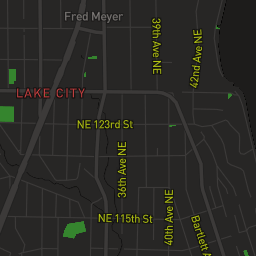 Fred Meyer
39th Ave NE
42nd Ave NE
LAKE CITY
NE 123rd St
36th Ave NE
40th Ave NE
NE 115th St
Bartlett A